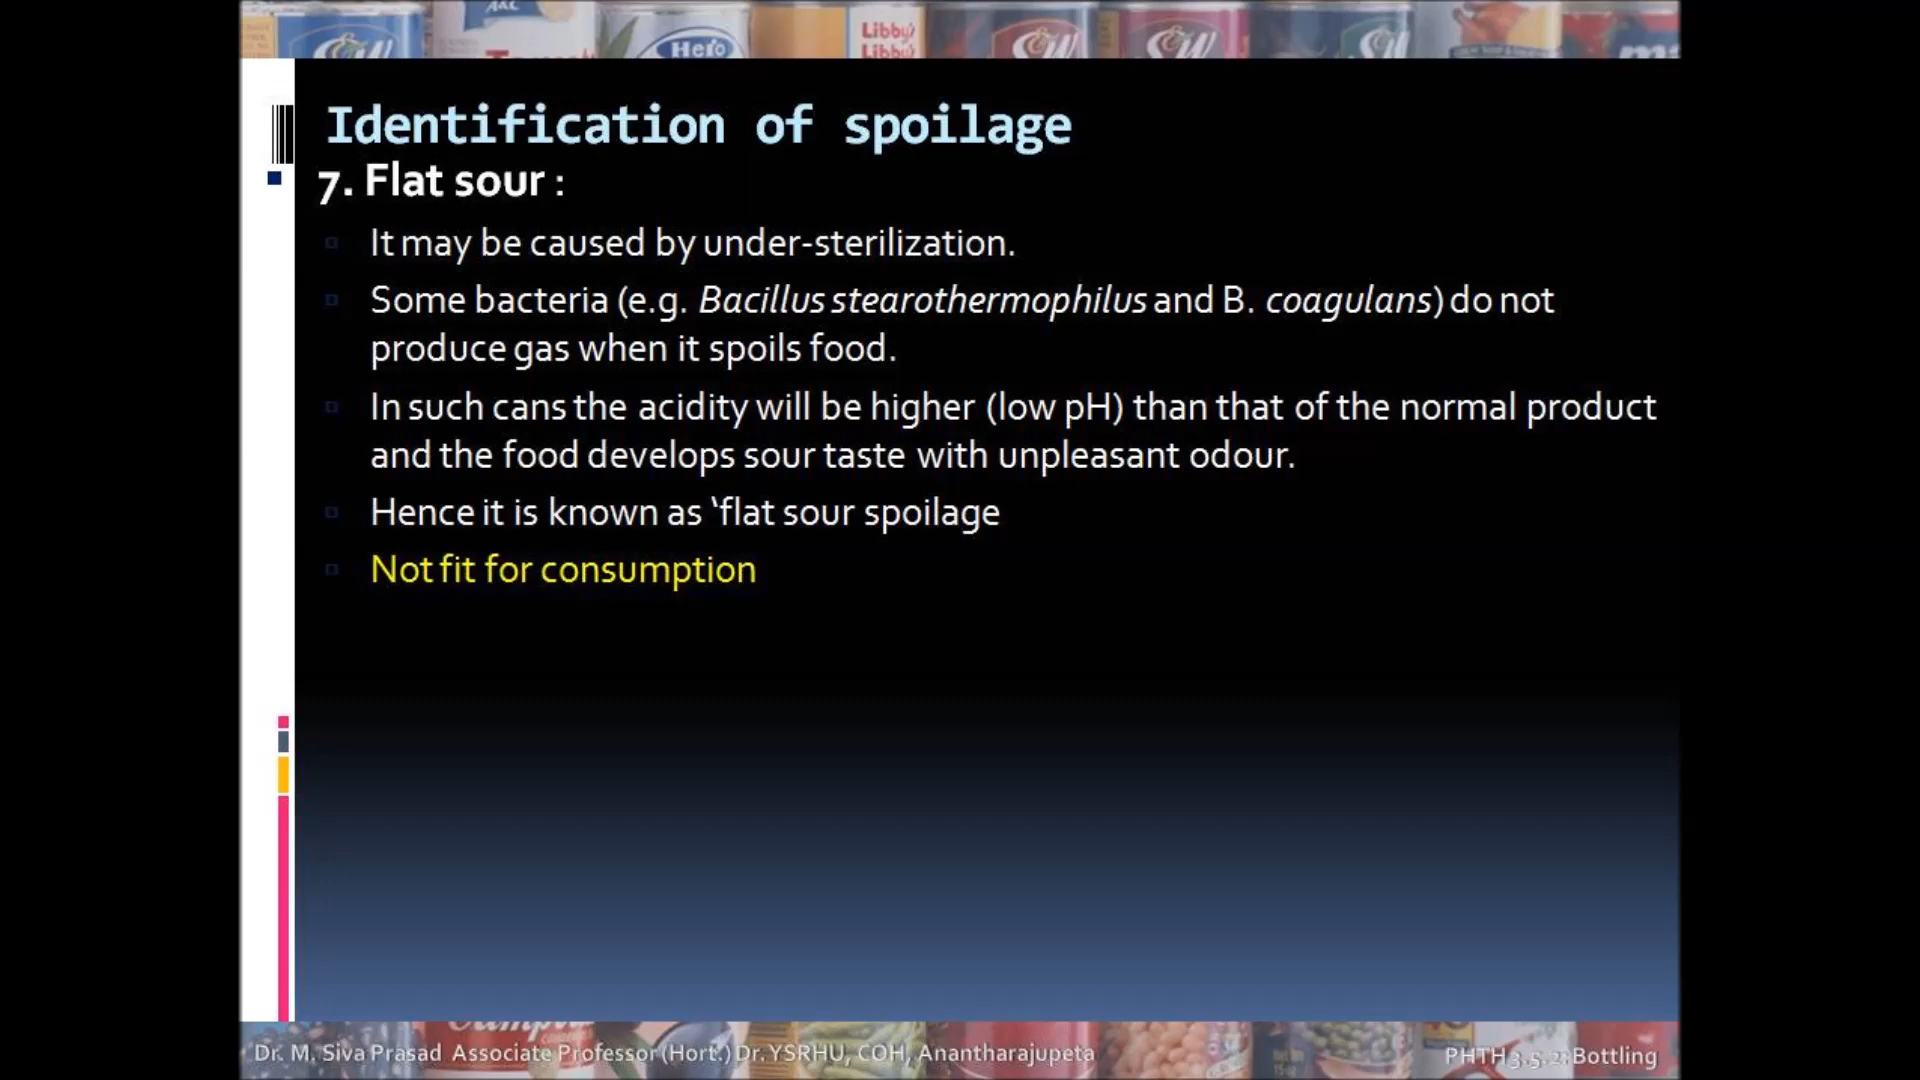 A&C
Hero
Libby's
Libby's
S&W
S&W
Identification of spoilage
7. Flat sour :
It may be caused by under-sterilization.
Some bacteria (e.g. Bacillus stearothermophilus and B. coagulans) do not
produce gas when it spoils food.
In such cans the acidity will be higher (low pH) than that of the normal product
and the food develops sour taste with unpleasant odour.
Hence it is known as ‘flat sour spoilage
Not fit for consumption
Dr. M. Siva Prasad Associate Professor (Hort.) Dr. YSRHU, COH, Anantharajupeta
PHTH 3.5.2: Bottling